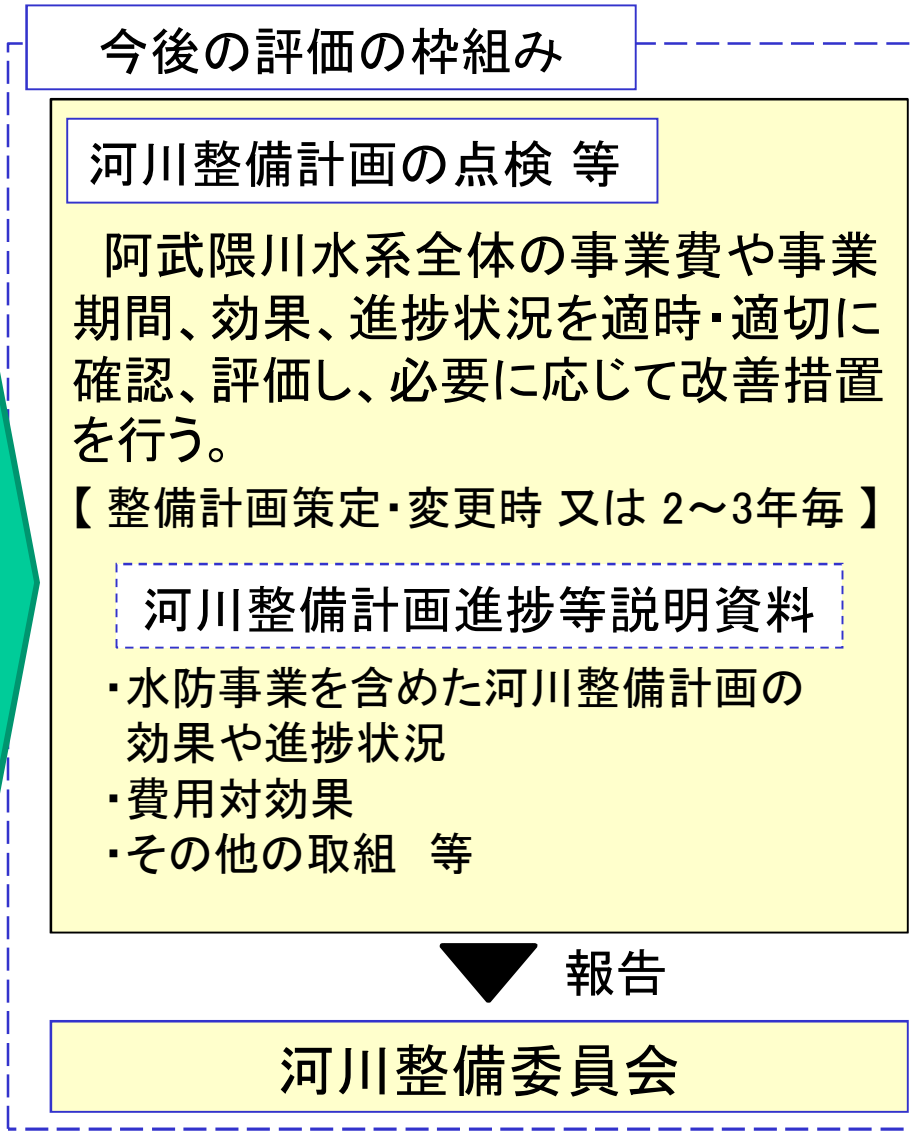 今後の評価の枠組み
河川整備計画の点検 等
阿武隈川水系全体の事業費や事業
期間、効果、進捗状況を適時・適切に
確認、評価し、必要に応じて改善措置
を行う。
【 整備計画策定・変更時 又は 2～3年毎 】
河川整備計画進捗等説明資料
・水防事業を含めた河川整備計画の
効果や進捗状況
・費用対効果
・その他の取組 等
報告
河川整備委員会